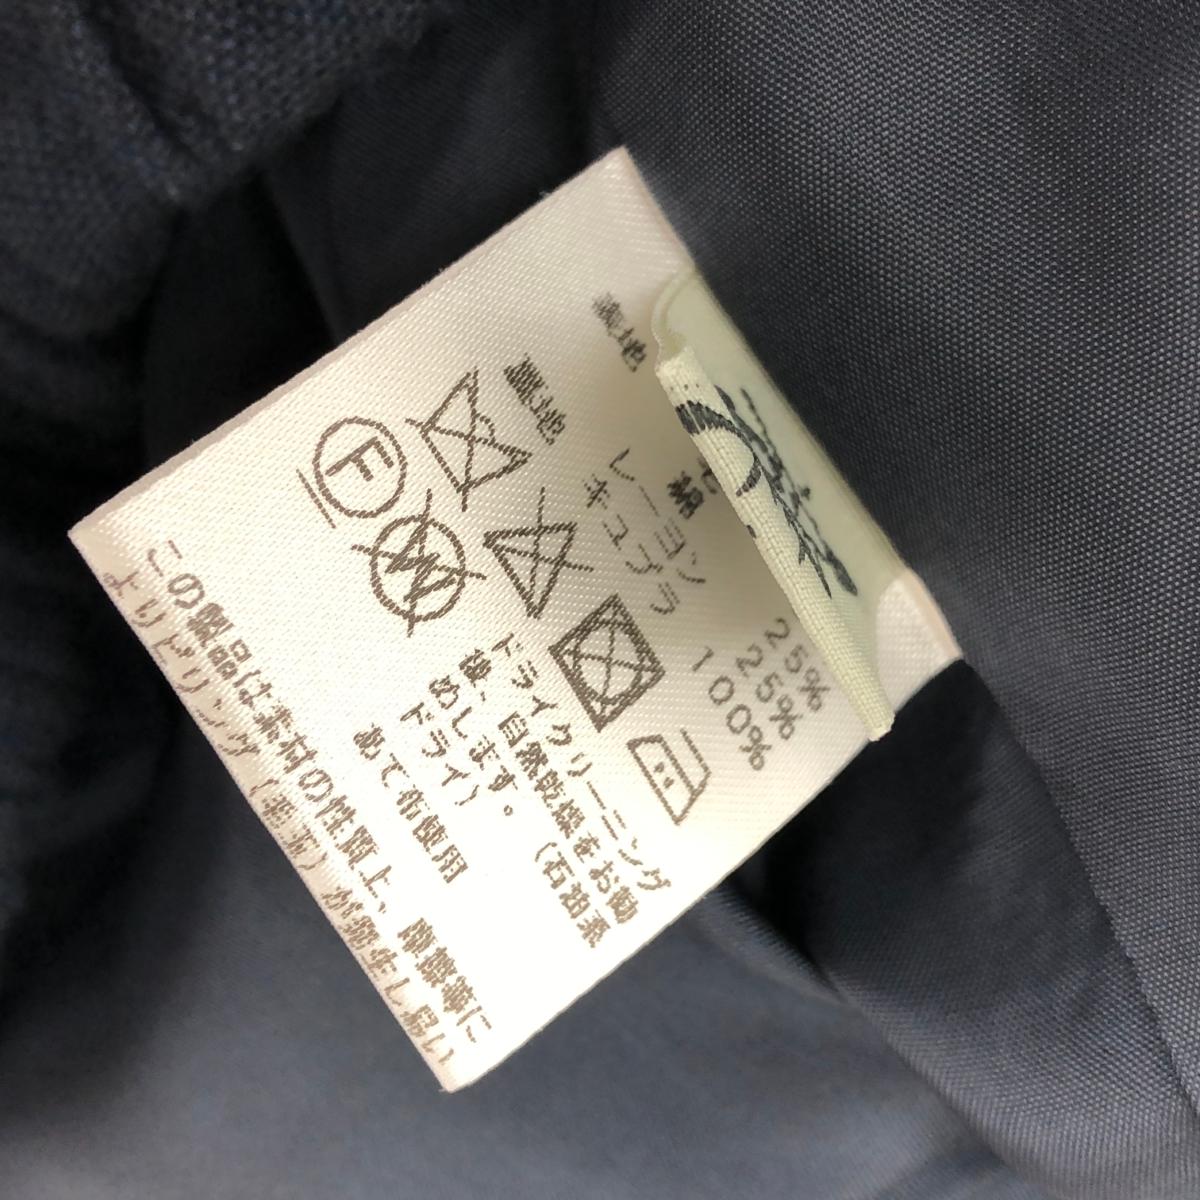 表地
綿 25%
レーヨン 25%
裏地 キュプラ 100%
F
W
ドライクリーニング
後、自然乾燥をお勧
めします。(石油系
ドライ)
あて布使用
この製品は素材の性質上、摩擦等に
よりピリング(毛玉)が発生し易い